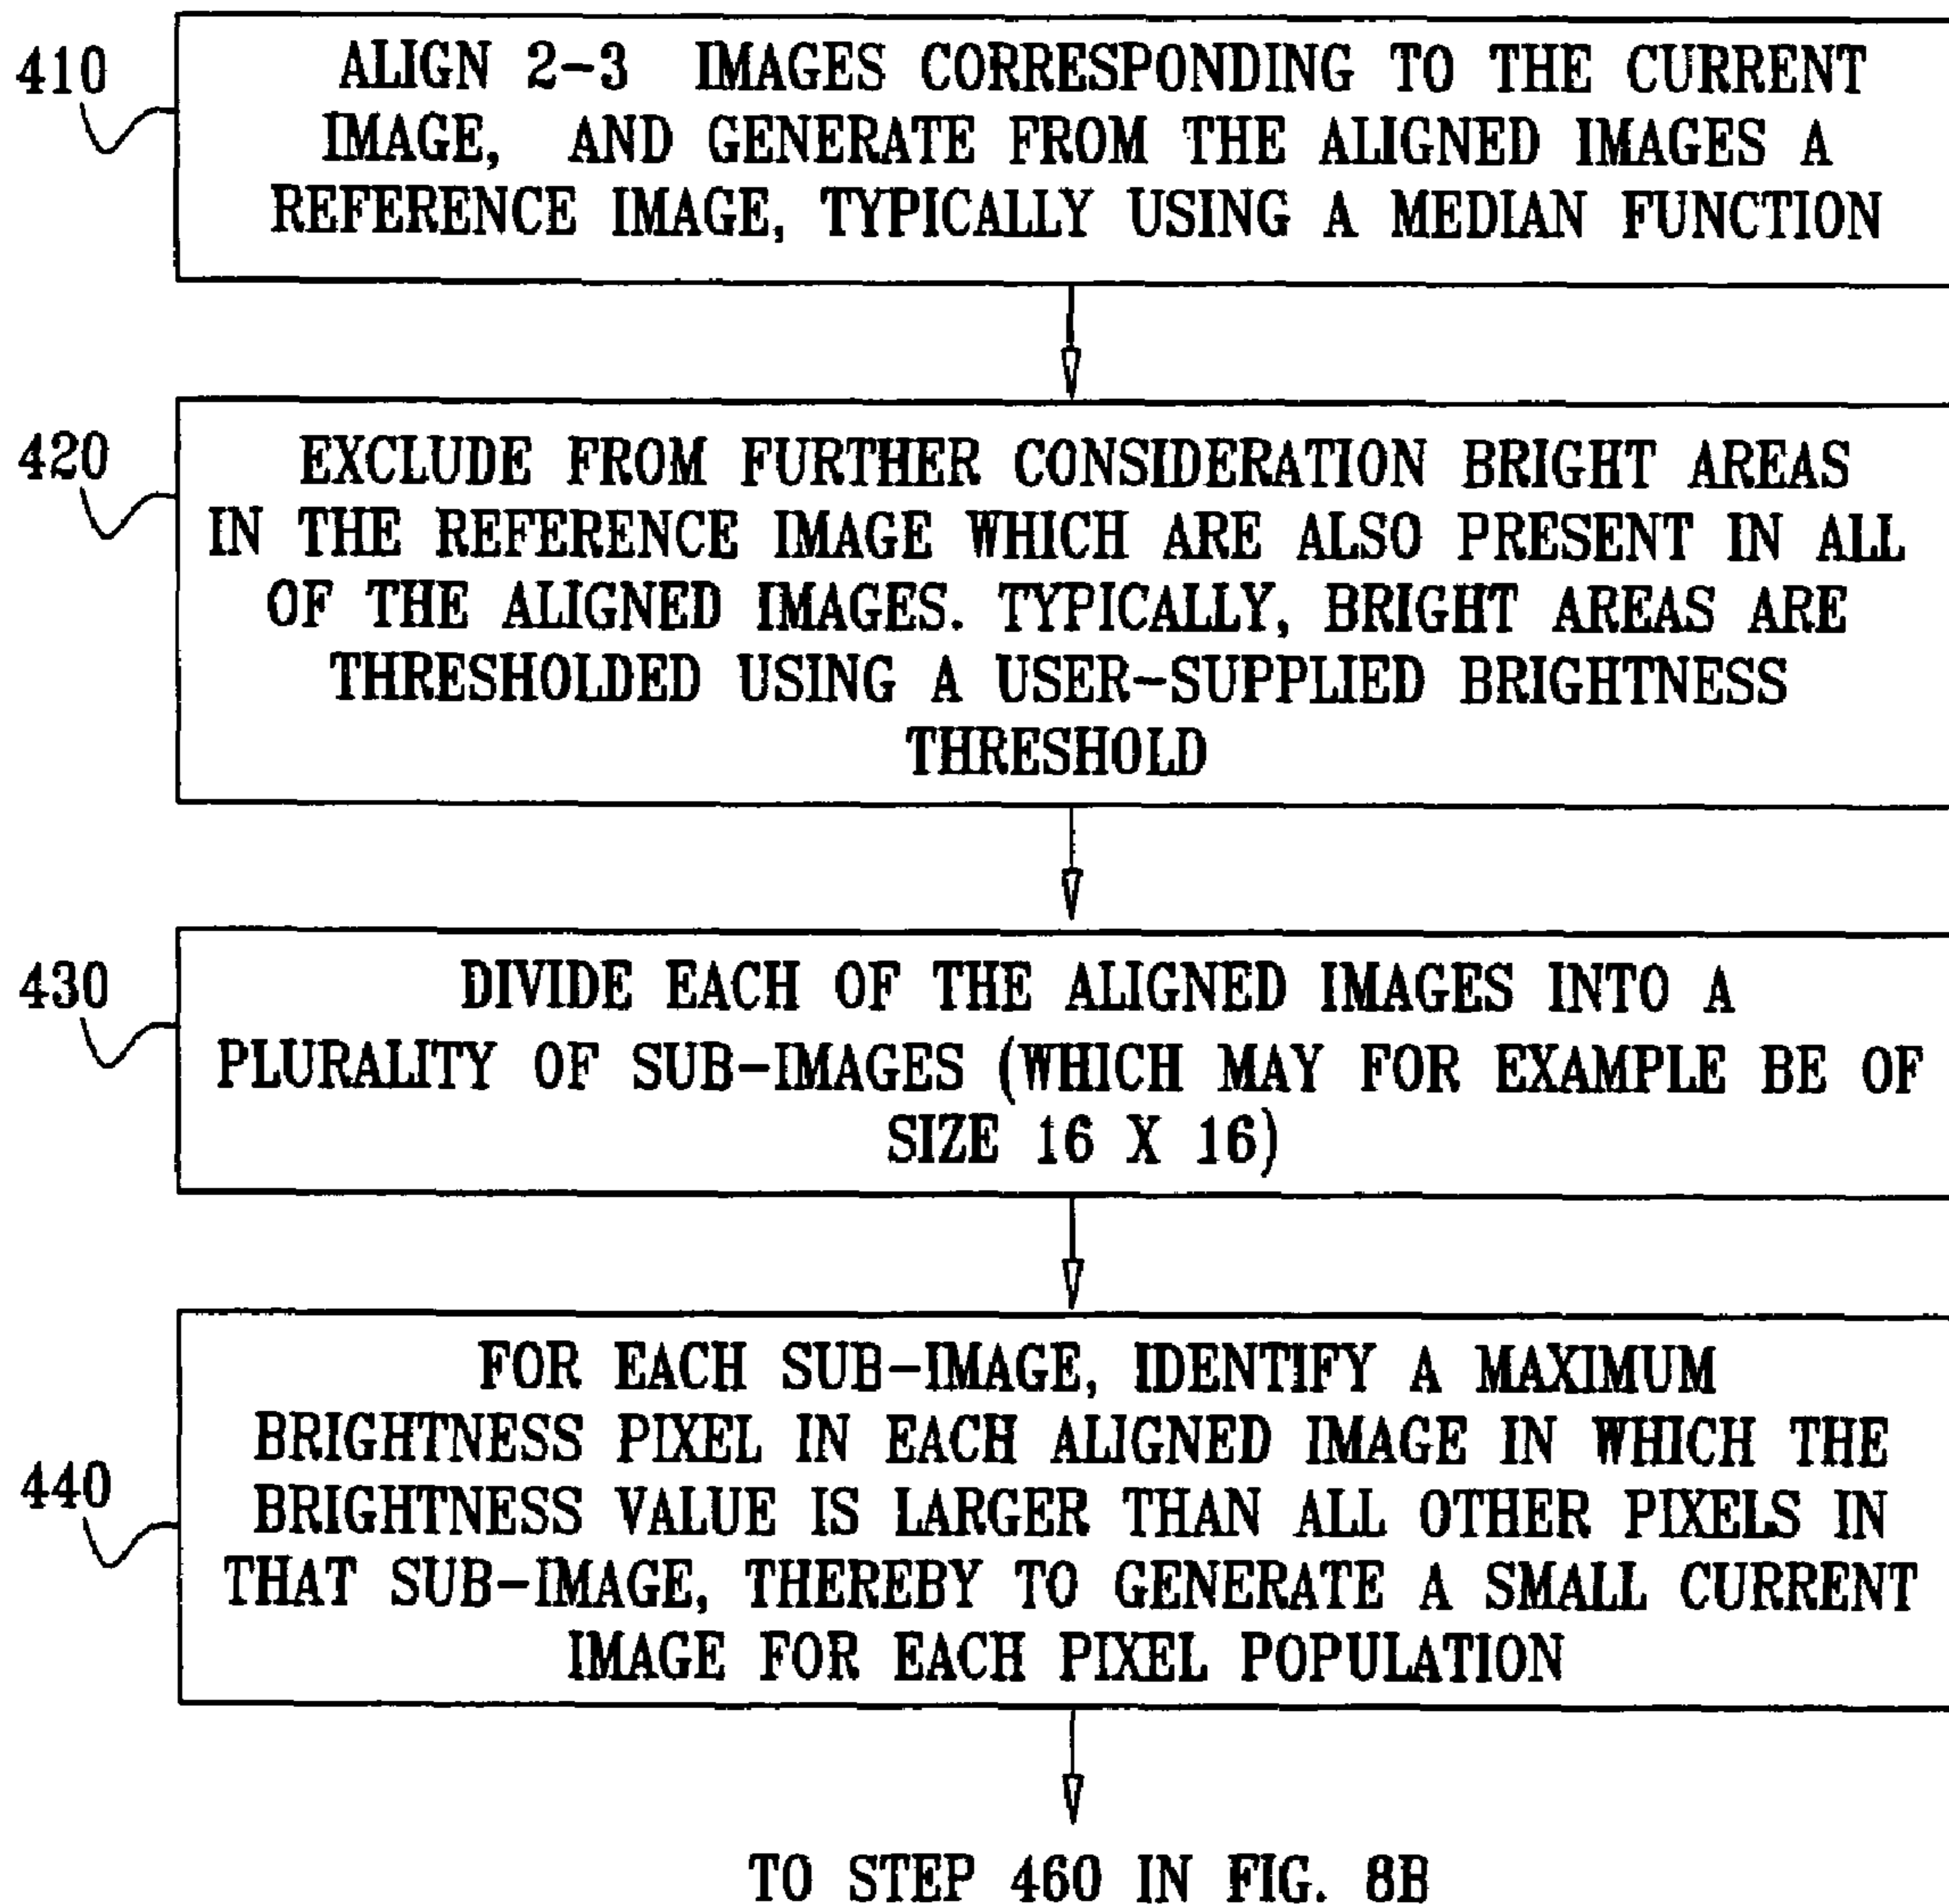 410
ALIGN 2-3 IMAGES CORRESPONDING TO THE CURRENT
IMAGE, AND GENERATE FROM THE ALIGNED IMAGES A
REFERENCE IMAGE, TYPICALLY USING A MEDIAN FUNCTION
420
EXCLUDE FROM FURTHER CONSIDERATION BRIGHT AREAS
IN THE REFERENCE IMAGE WHICH ARE ALSO PRESENT IN ALL
OF THE ALIGNED IMAGES. TYPICALLY, BRIGHT AREAS ARE
THRESHOLDED USING A USER-SUPPLIED BRIGHTNESS
THRESHOLD
430
DIVIDE EACH OF THE ALIGNED IMAGES INTO A
PLURALITY OF SUB-IMAGES (WHICH MAY FOR EXAMPLE BE OF
SIZE 16 X 16)
440
FOR EACH SUB-IMAGE, IDENTIFY A MAXIMUM
BRIGHTNESS PIXEL IN EACH ALIGNED IMAGE IN WHICH THE
BRIGHTNESS VALUE IS LARGER THAN ALL OTHER PIXELS IN
THAT SUB-IMAGE, THEREBY TO GENERATE A SMALL CURRENT
IMAGE FOR EACH PIXEL POPULATION
TO STEP 460 IN FIG. 8B